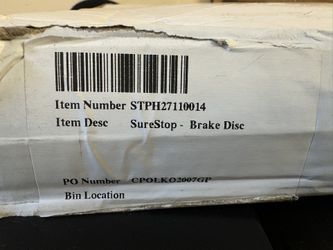 Item Number STPH27110014
Item Desc SureStop - Brake Disc
PO Number CPOLKO2007GP
Bin Location